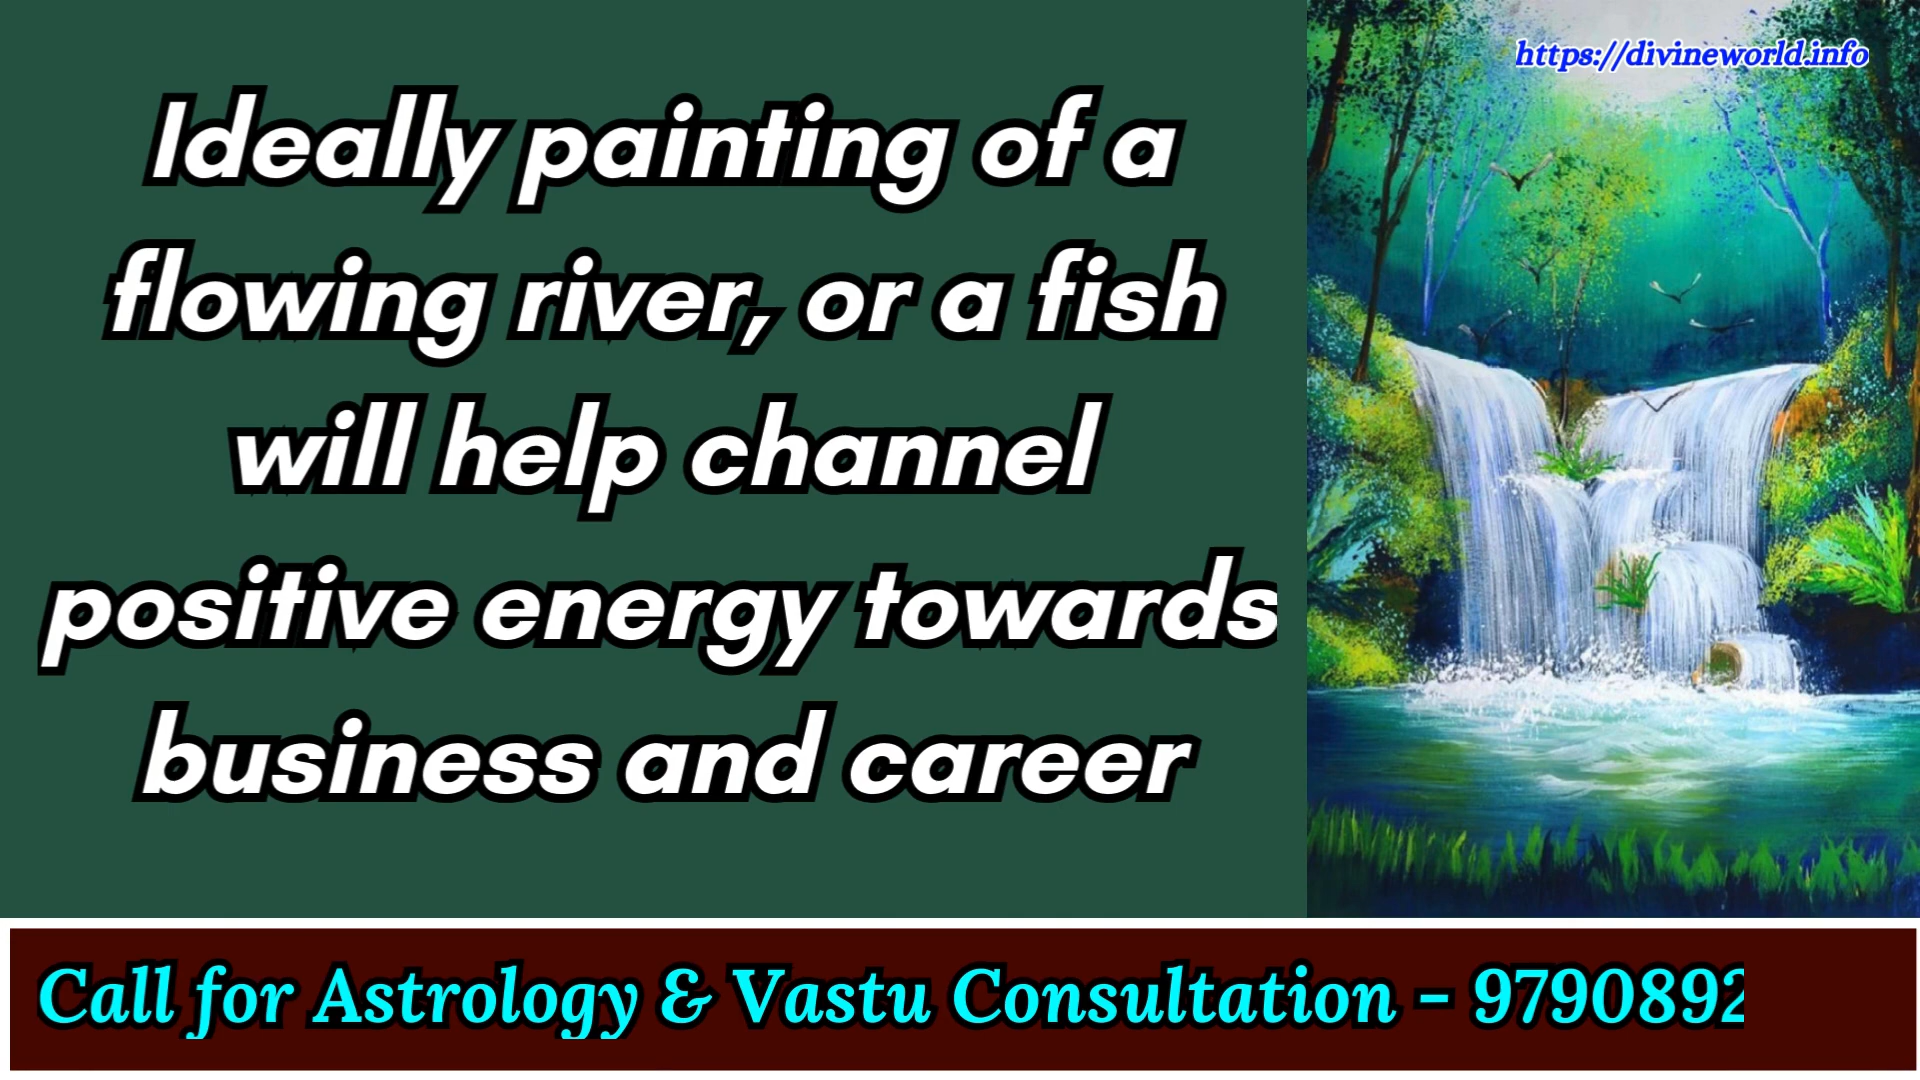 https://divineworld.info
Ideally painting of a
flowing river, or a fish
will help channel
positive energy towards
business and career
Call for Astrology & Vastu Consultation - 9790892